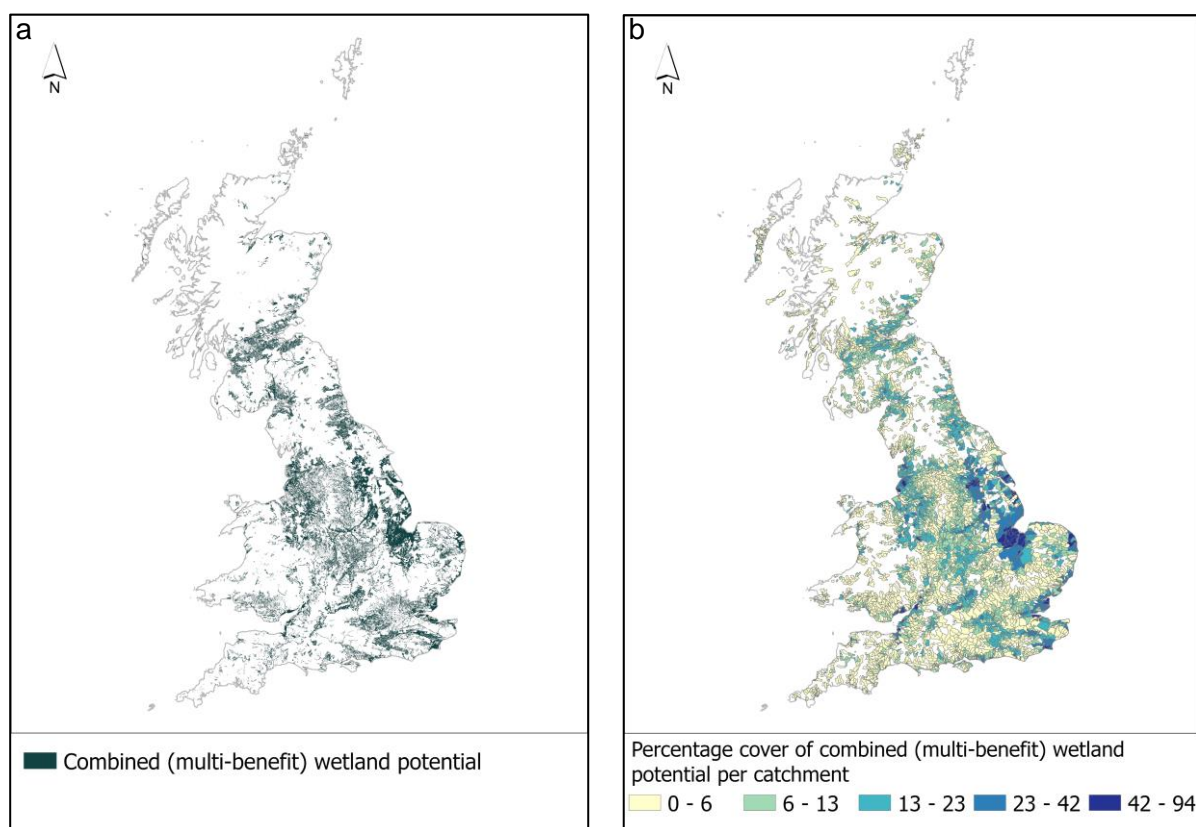 a
N
Combined (multi-benefit) wetland potential
b
N
Percentage cover of combined (multi-benefit) wetland
potential per catchment
0 - 6 6 - 13 13 - 23 23 - 42 42 - 94